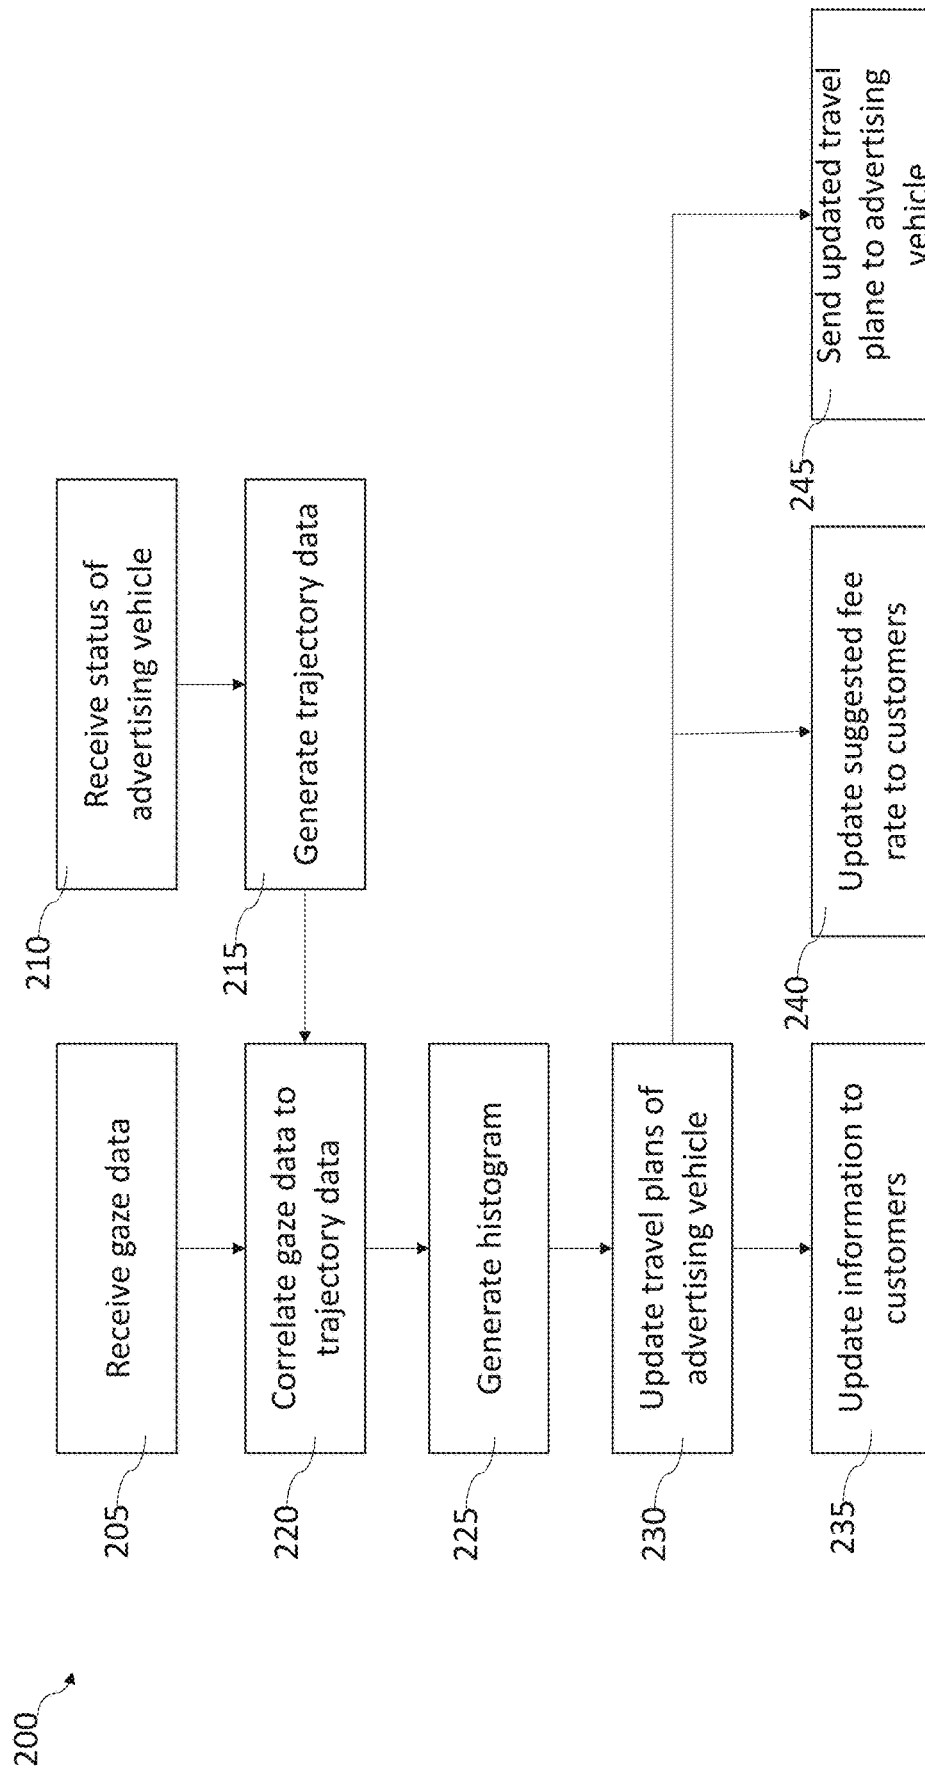 200
205
Receive gaze data
210
Receive status of
advertising vehicle
220
Correlate gaze data to
trajectory data
215
Generate trajectory data
225
Generate histogram
230
Update travel plans of
advertising vehicle
235
Update information to
customers
240
Update suggested fee
rate to customers
245
Send updated travel
plane to advertising
vehicle